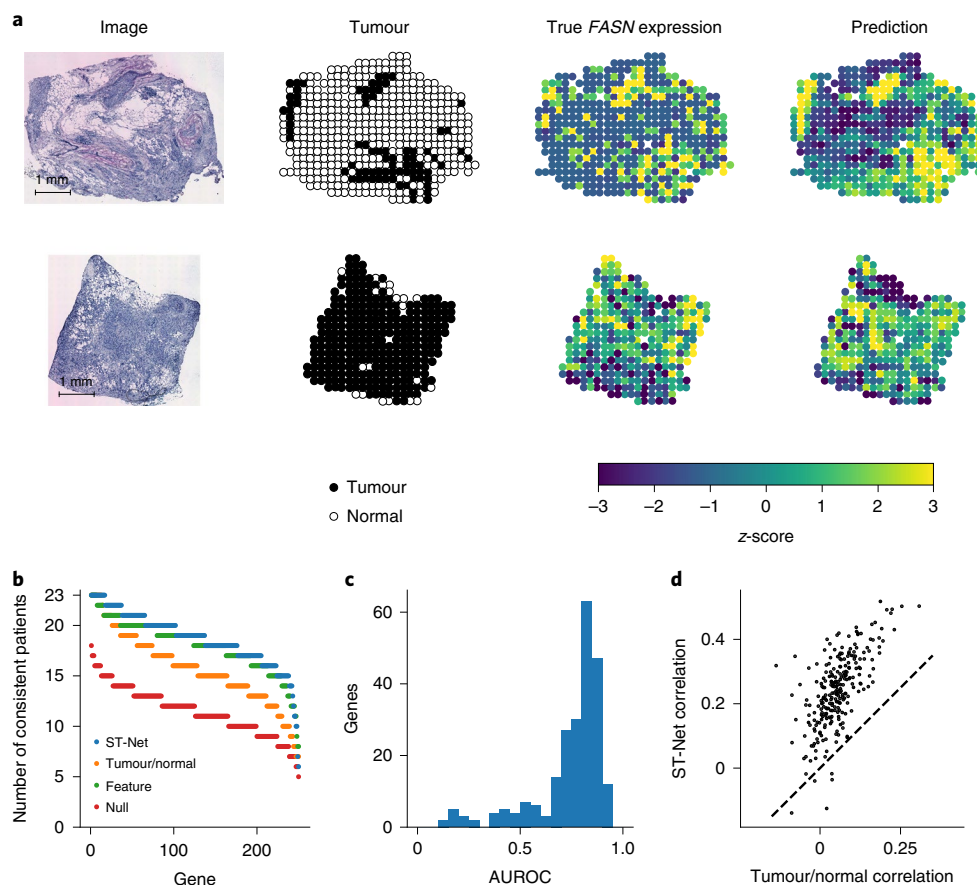 a
Image
Tumour
True FASN expression
Prediction
1 mm
1 mm
Tumour
Normal
–3
–2
–1
0
1
2
3
z-score
b
23
20
15
10
5
0
Number of consistent patients
ST-Net
Tumour/normal
Feature
Null
0
100
200
Gene
c
60
40
20
0
Genes
0
0.5
1.0
AUROC
d
0.4
0.2
0
ST-Net correlation
0
0.25
Tumour/normal correlation